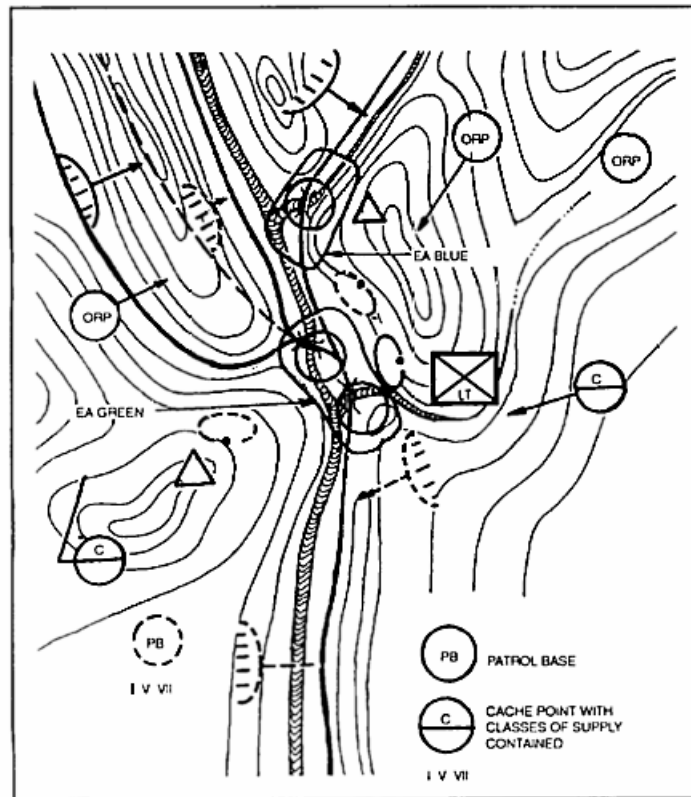 ORP
ORP
EA BLUE
ORP
LT
C
EA GREEN
C
PB
I V VII
PB
PATROL BASE
C
CACHE POINT WITH
CLASSES OF SUPPLY
CONTAINED
I V VII